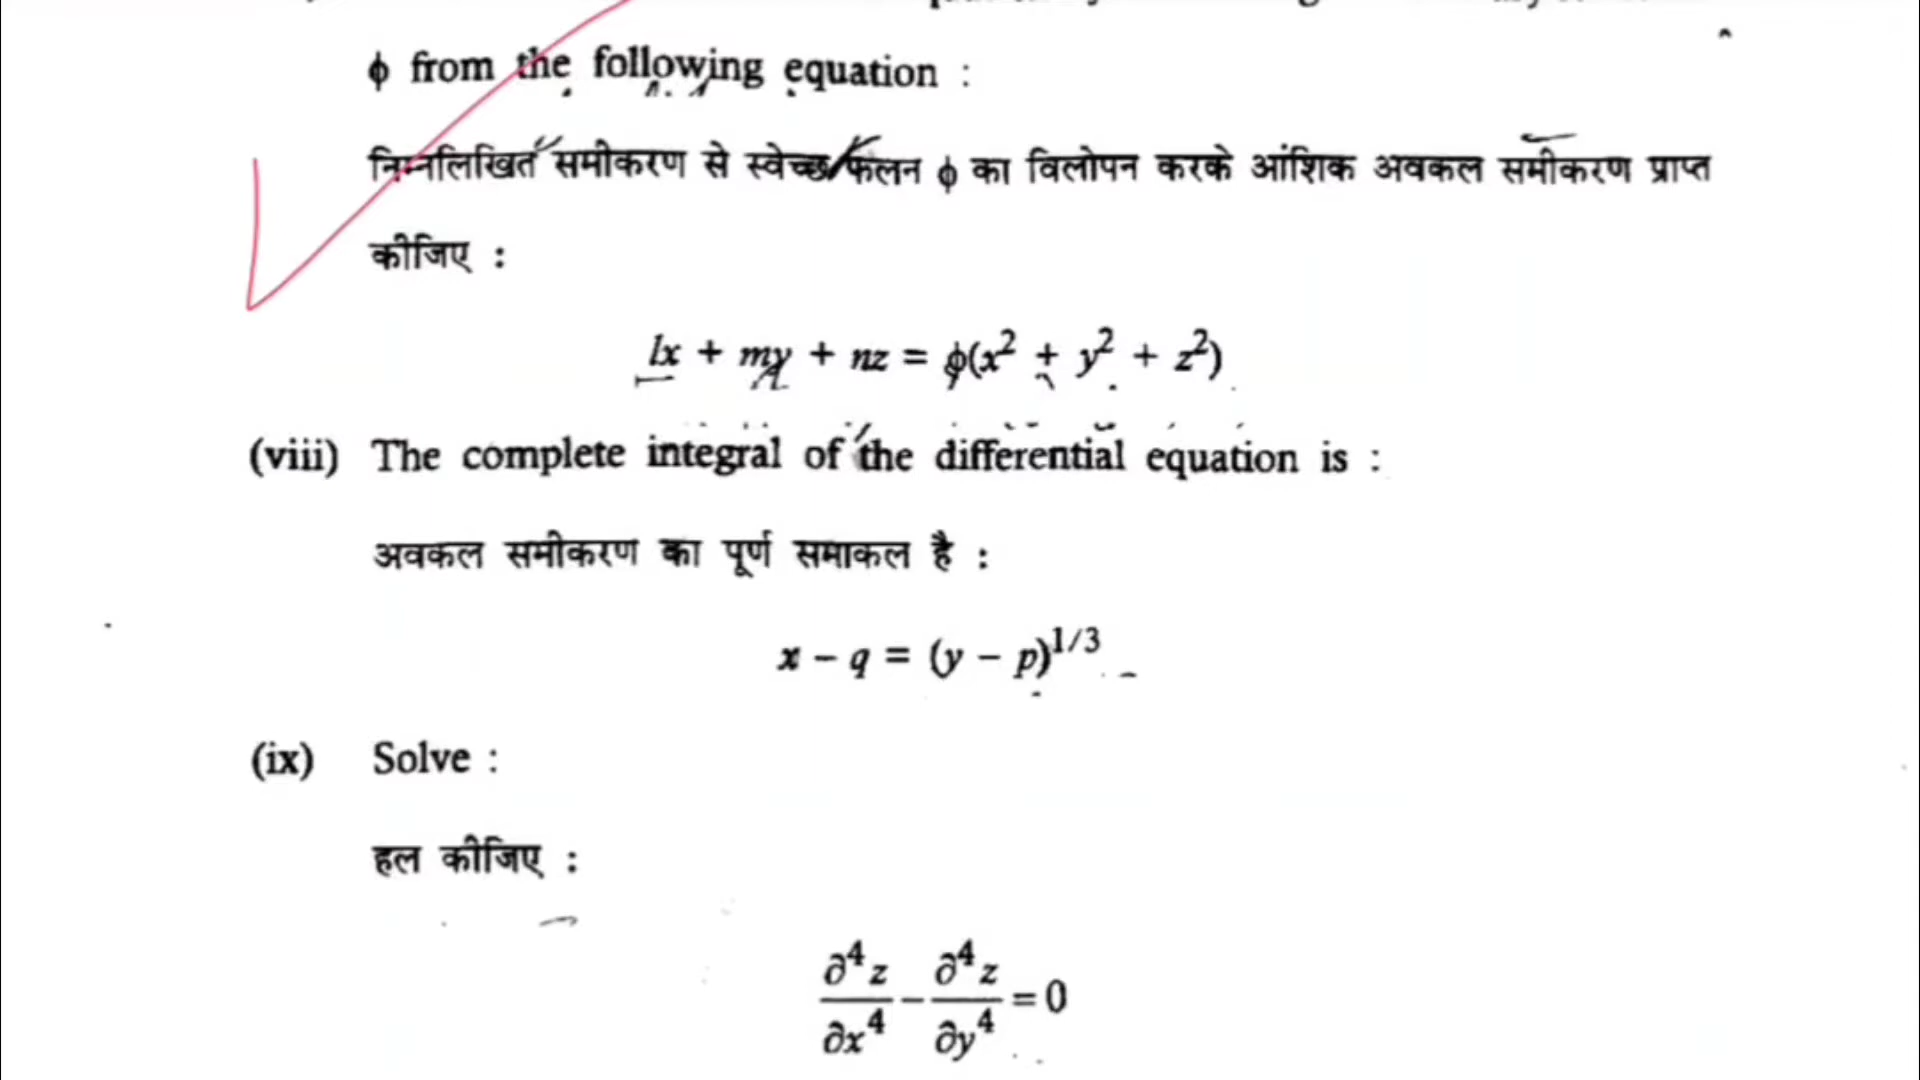 ϕ from the following equation :
निम्नलिखित समीकरण से स्वेच्छ फलन ϕ का विलोपन करके आंशिक अवकल समीकरण प्राप्त
कीजिए :
lx + my + nz = ϕ(x² + y² + z²)
(viii) The complete integral of the differential equation is :
अवकल समीकरण का पूर्ण समाकल है :
x – q = (y – p)^{1/3}
(ix) Solve :
हल कीजिए :
∂⁴z/∂x⁴ – ∂⁴z/∂y⁴ = 0